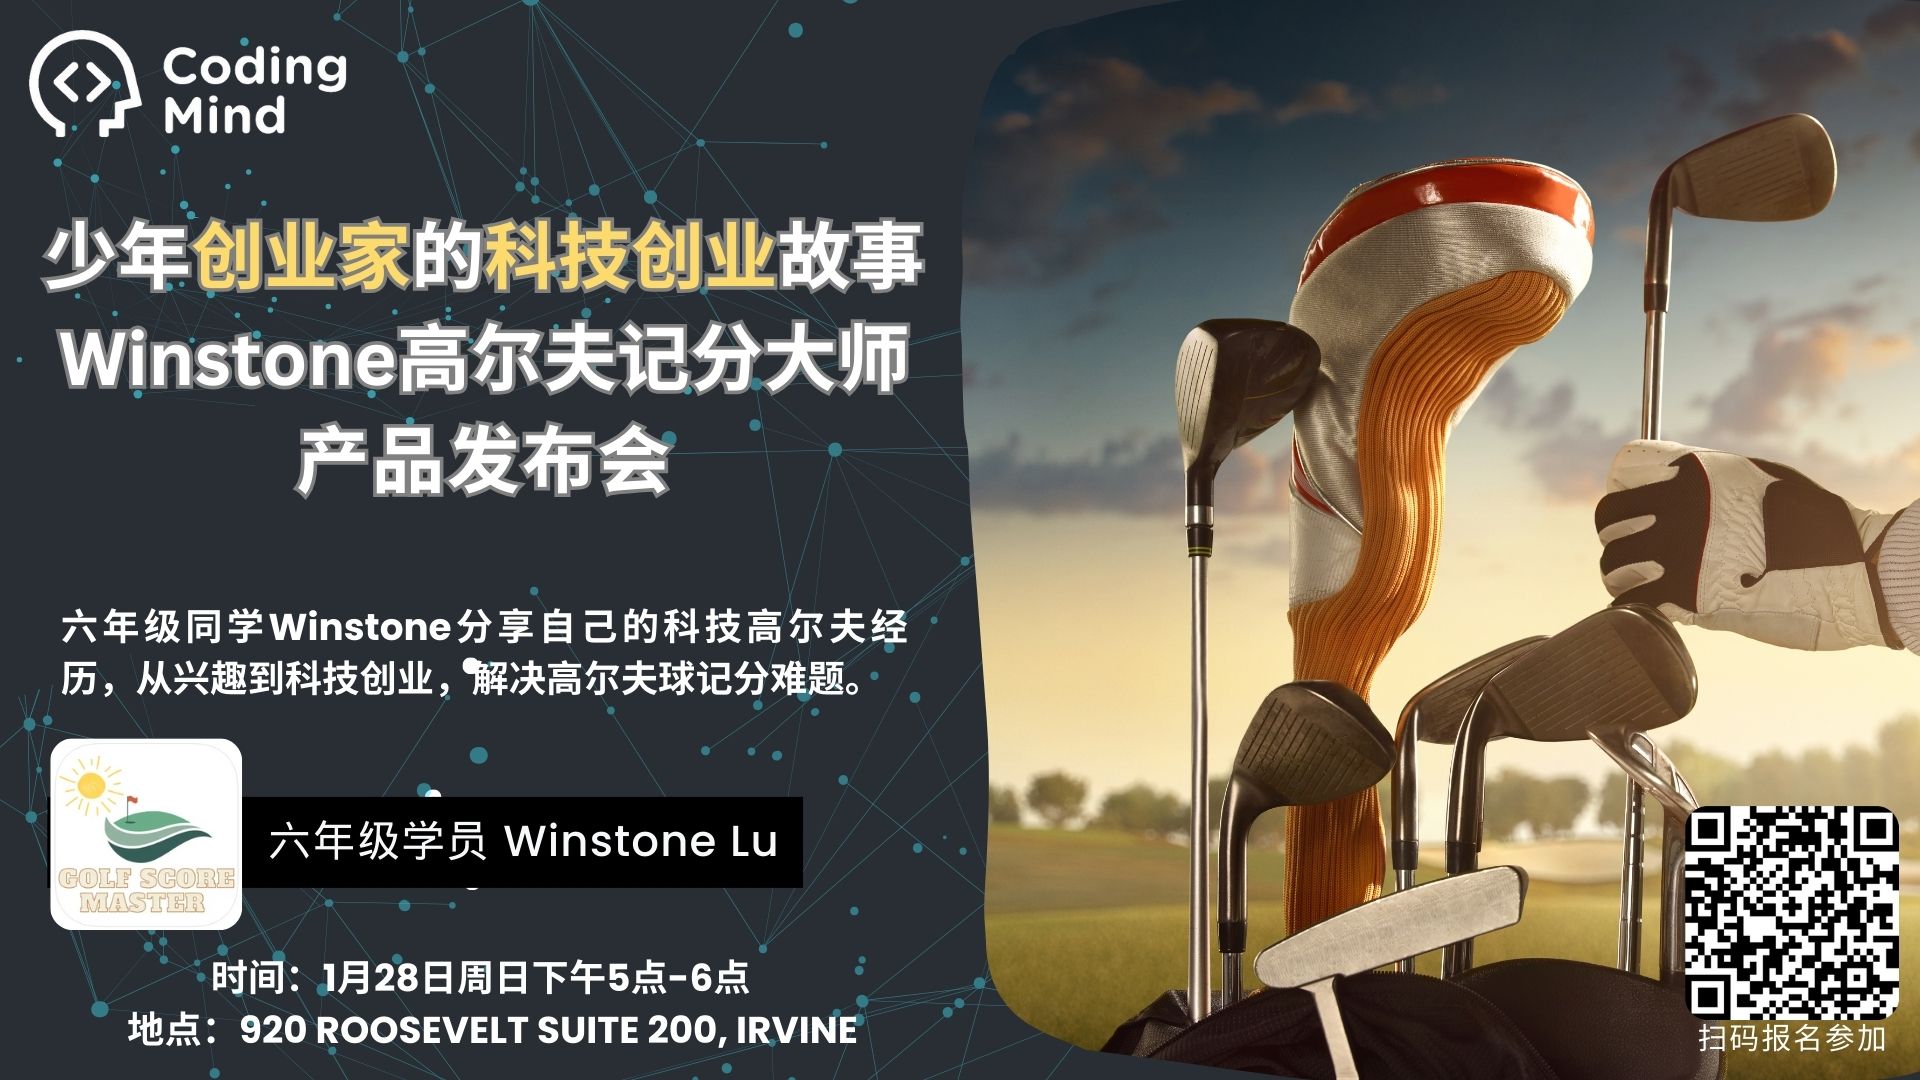 Coding
Mind
少年创业家的科技创业故事
Winstone高尔夫记分大师
产品发布会
六年级同学Winstone分享自己的科技高尔夫经
历，从兴趣到科技创业，解决高尔夫球记分难题。
GOLF SCORE
MASTER
六年级学员 Winstone Lu
时间：1月28日周日下午5点-6点
地点：920 ROOSEVELT SUITE 200, IRVINE
扫码报名参加